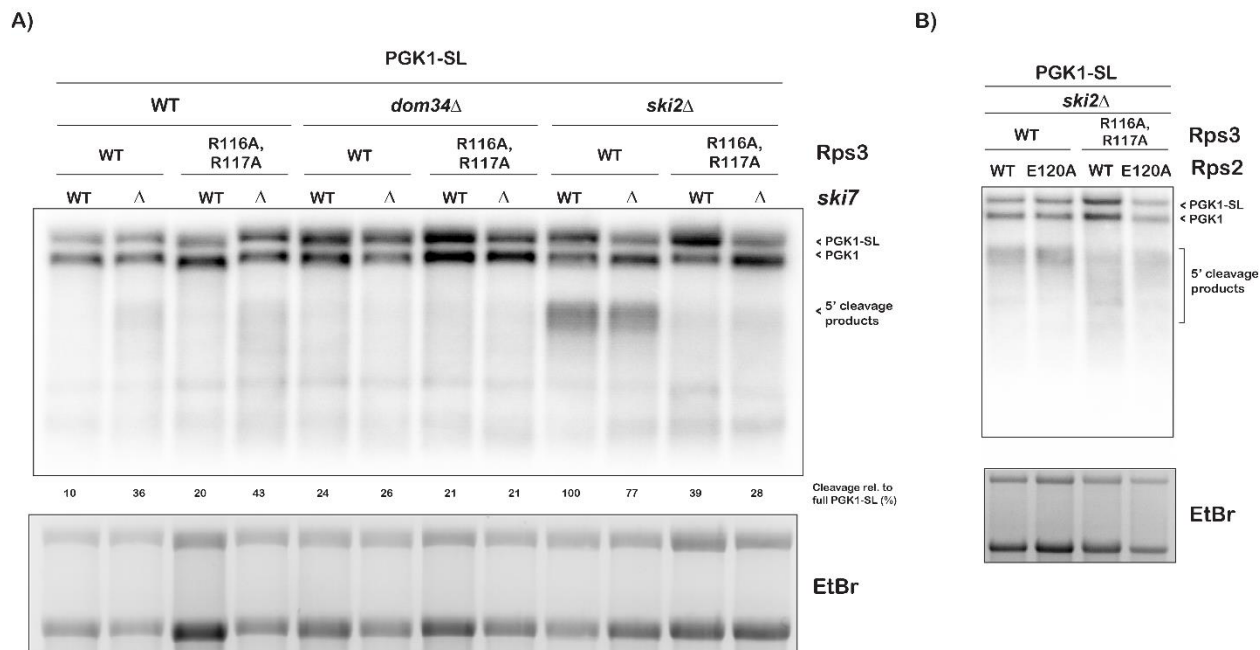 A)
PGK1-SL
WT dom34Δ ski2Δ
WT R116A, R117A WT R116A, R117A WT R116A, R117A Rps3
WT Δ WT Δ WT Δ WT Δ WT Δ WT Δ ski7
< PGK1-SL
< PGK1
< 5' cleavage
products
10 36 20 43 24 26 21 21 100 77 39 28 Cleavage rel. to
full PGK1-SL (%)
EtBr
B)
PGK1-SL
ski2Δ
WT R116A, R117A Rps3
WT E120A WT E120A Rps2
< PGK1-SL
< PGK1
5' cleavage
products
EtBr